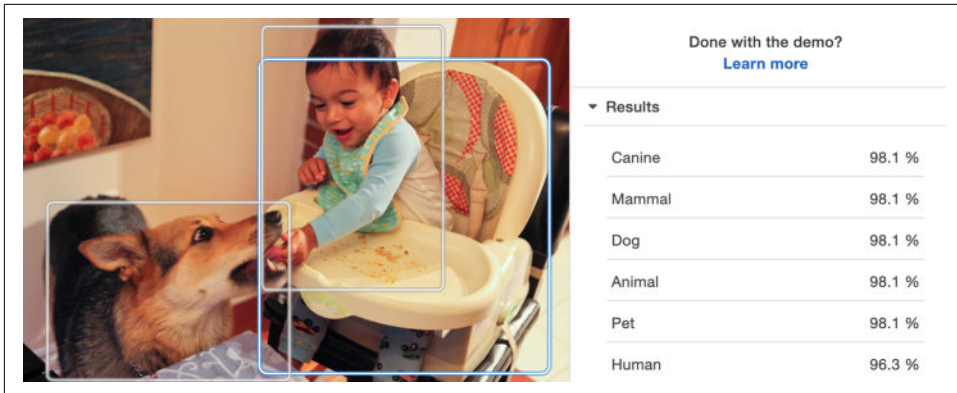 Done with the demo?
Learn more
Results
Canine 98.1 %
Mammal 98.1 %
Dog 98.1 %
Animal 98.1 %
Pet 98.1 %
Human 96.3 %